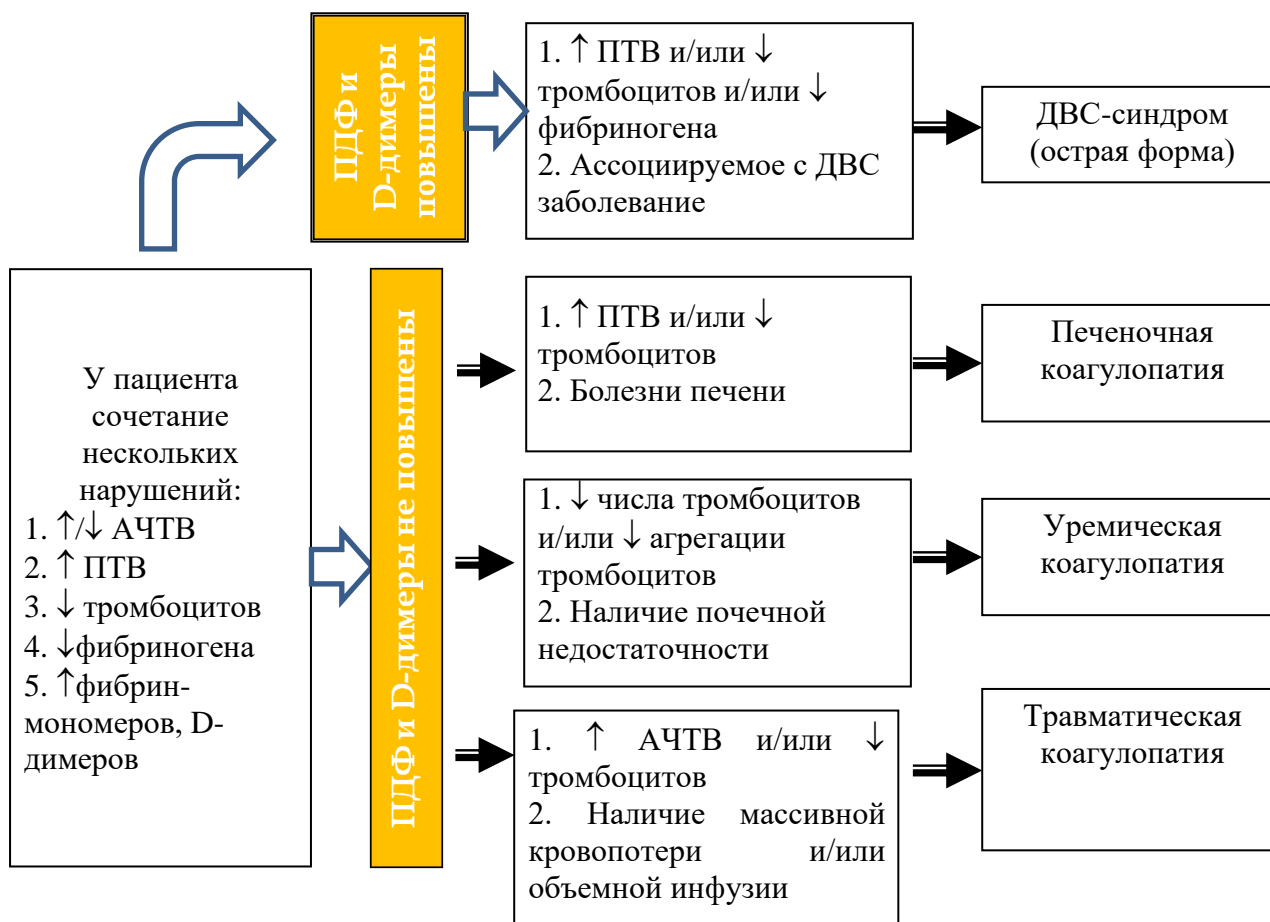 ПДФ и
D-димеры
повышены
1. ↑ ПТВ и/или ↓
тромбоцитов и/или ↓
фибриногена
2. Ассоциируемое с ДВС
заболевание
ДВС-синдром
(острая форма)
У пациента
сочетание
нескольких
нарушений:
1. ↑/↓ АЧТВ
2. ↑ ПТВ
3. ↓ тромбоцитов
4. ↓фибриногена
5. ↑фибрин-
мономеров, D-
димеров
ПДФ и D-димеры не повышены
1. ↑ ПТВ и/или ↓
тромбоцитов
2. Болезни печени
Печеночная
коагулопатия
1. ↓ числа тромбоцитов
и/или ↓ агрегации
тромбоцитов
2. Наличие почечной
недостаточности
Уремическая
коагулопатия
1. ↑ АЧТВ и/или ↓
тромбоцитов
2. Наличие массивной
кровопотери и/или
объемной инфузии
Травматическая
коагулопатия